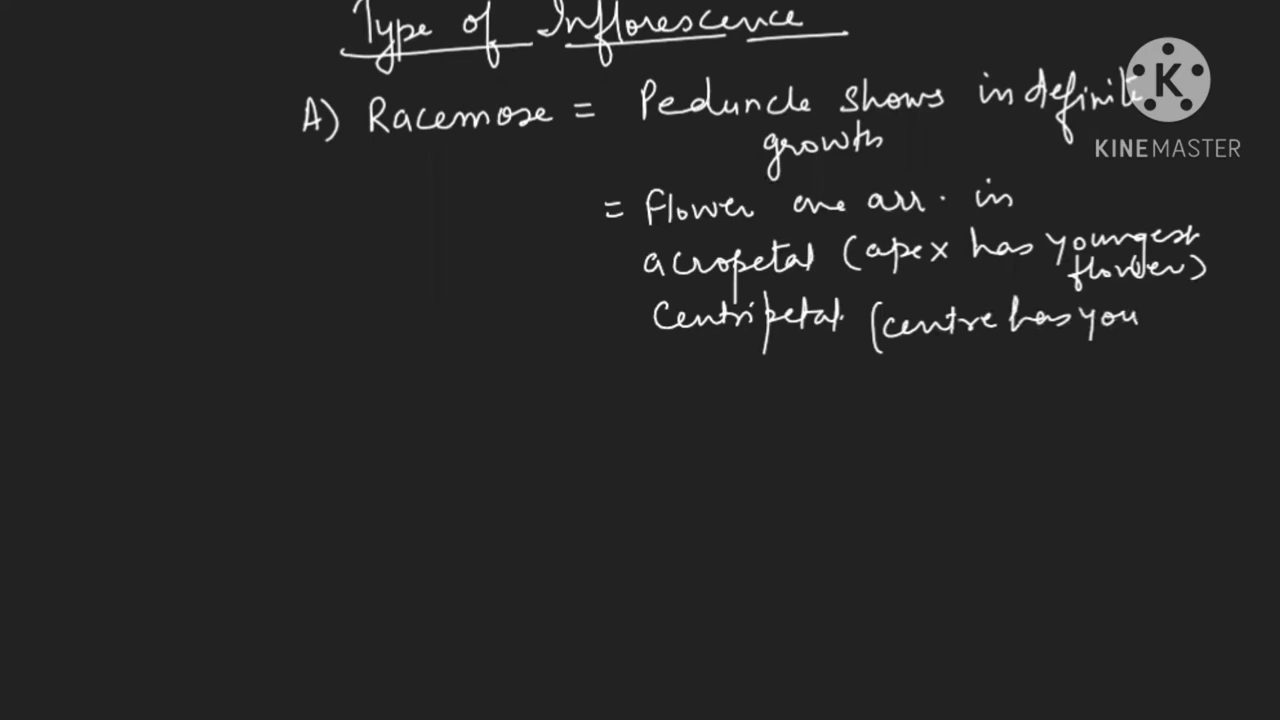 Type of Inflorescence
A) Racemose = Peduncle shows indefinite
growth
= flower are arr. in
acropetal (apex has youngest
flower)
Centripetal (centre has you
K
KINEMASTER